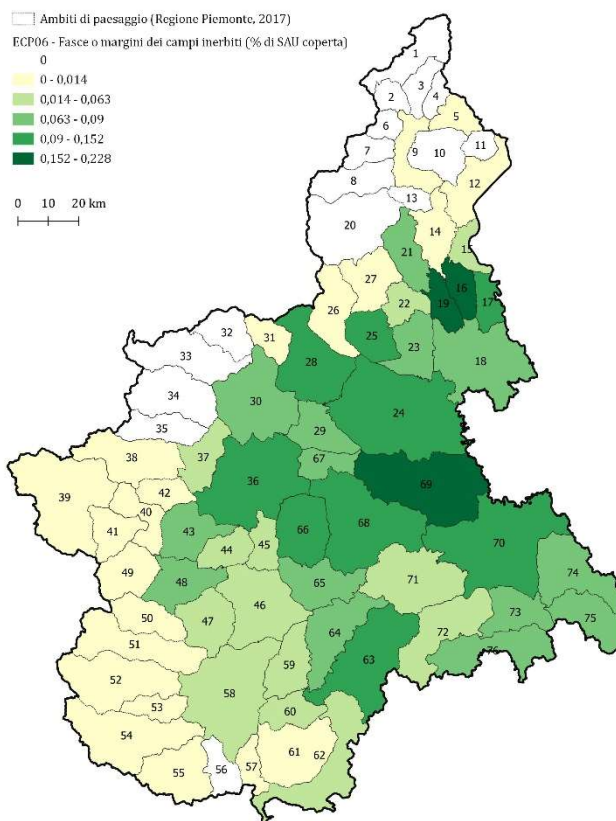 Ambiti di paesaggio (Regione Piemonte, 2017)
ECP06 - Fasce o margini dei campi inerbiti (% di SAU coperta)
0
0 - 0,014
0,014 - 0,063
0,063 - 0,09
0,09 - 0,152
0,152 - 0,228
0 10 20 km
1
3
2 4
5
6
7 9 10 11
8 12
13
20 14
21 15
27 16
26 22 19 17
25 23 18
32 31 28
33
34 30 24
29
35
37 67
38 36 69
39 42
40
41 43 66 68 70
44 45
49 48 65 71 74
50 47 46 64 73 75
51 72
59 76
52 58 63
53 60
54 61 62
55 56 57